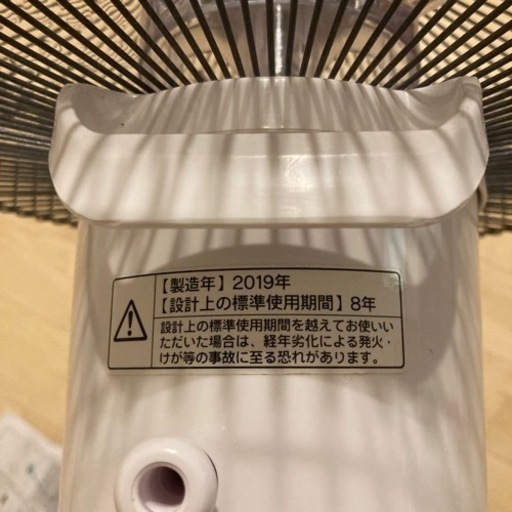 【製造年】2019年
【設計上の標準使用期間】8年
設計上の標準使用期間を越えてお使いい
ただいた場合は、経年劣化による発火・
けが等の事故に至る恐れがあります。